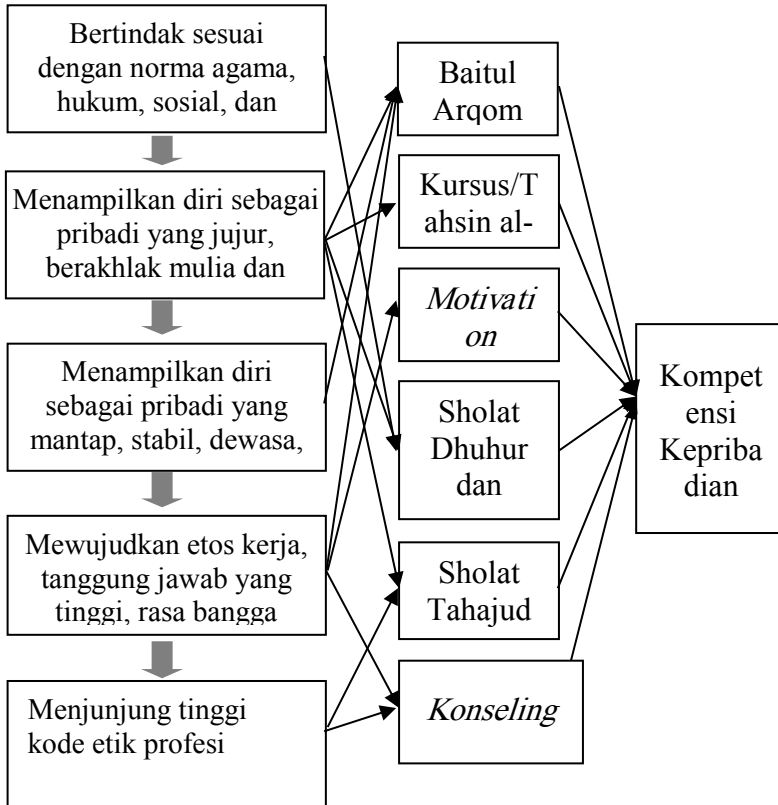 Bertindak sesuai
dengan norma agama,
hukum, sosial, dan
Menampilkan diri sebagai
pribadi yang jujur,
berakhlak mulia dan
Menampilkan diri
sebagai pribadi yang
mantap, stabil, dewasa,
Mewujudkan etos kerja,
tanggung jawab yang
tinggi, rasa bangga
Menjunjung tinggi
kode etik profesi
Baitul
Arqom
Kursus/T
ahsin al-
Motivati
on
Sholat
Dhuhur
dan
Sholat
Tahajud
Konseling
Kompet
ensi
Kepriba
dian